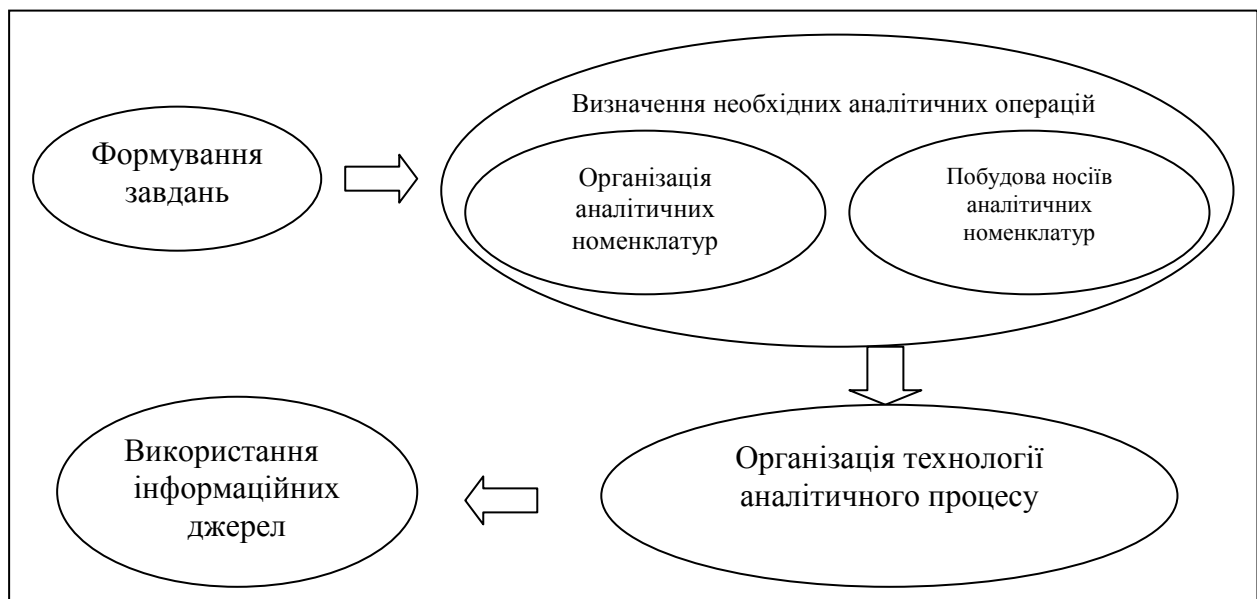 Формування
завдань
Визначення необхідних аналітичних операцій
Організація
аналітичних
номенклатур
Побудова носіїв
аналітичних
номенклатур
Організація технології
аналітичного процесу
Використання
інформаційних
джерел